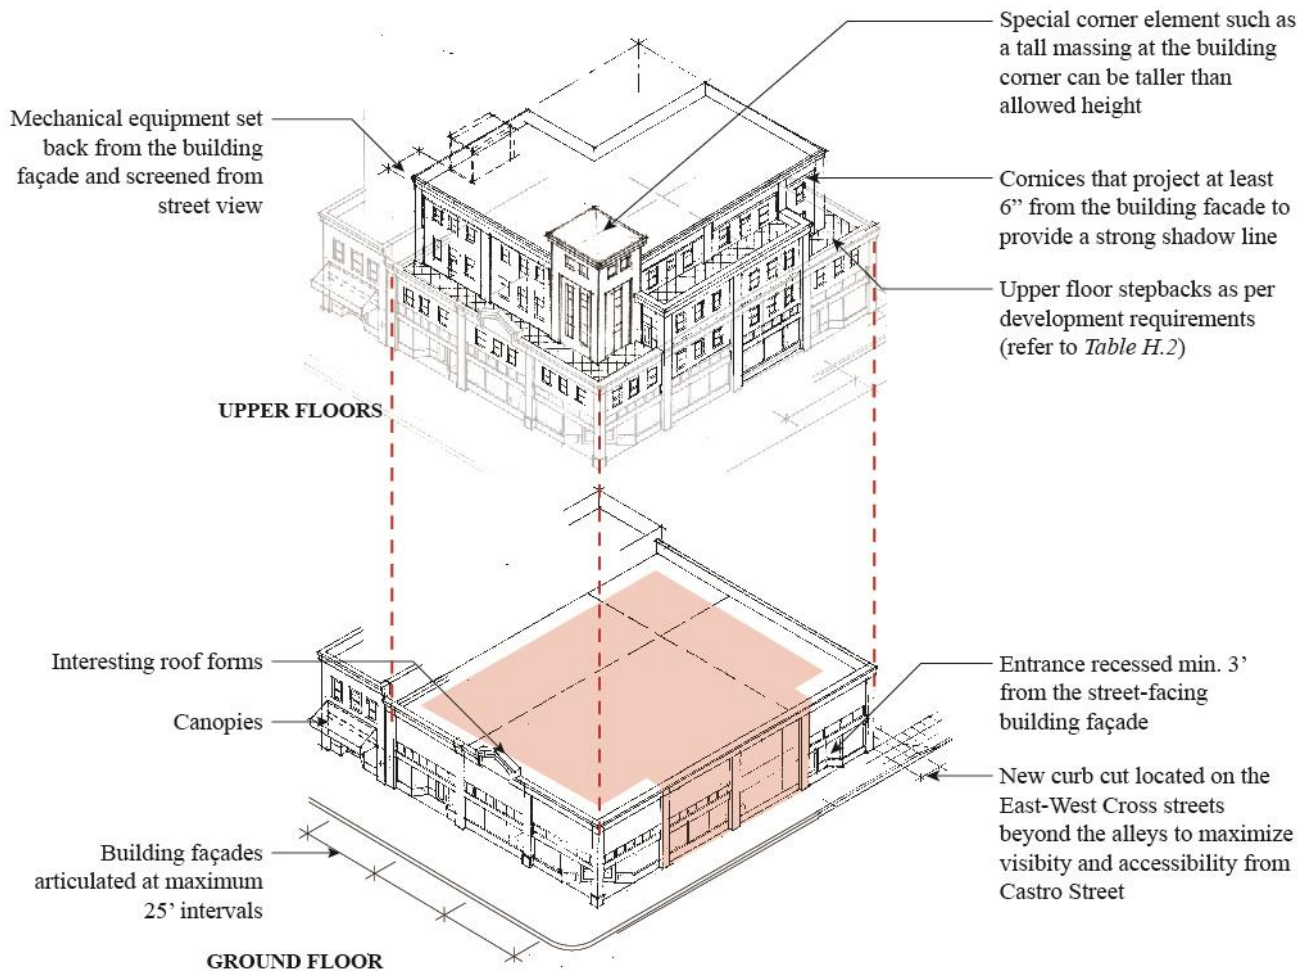 Special corner element such as
a tall massing at the building
corner can be taller than
allowed height
Mechanical equipment set
back from the building
façade and screened from
street view
Cornices that project at least
6” from the building facade to
provide a strong shadow line
Upper floor stepbacks as per
development requirements
(refer to Table H.2)
UPPER FLOORS
Interesting roof forms
Canopies
Building façades
articulated at maximum
25’ intervals
Entrance recessed min. 3’
from the street-facing
building façade
New curb cut located on the
East-West Cross streets
beyond the alleys to maximize
visibity and accessibility from
Castro Street
GROUND FLOOR